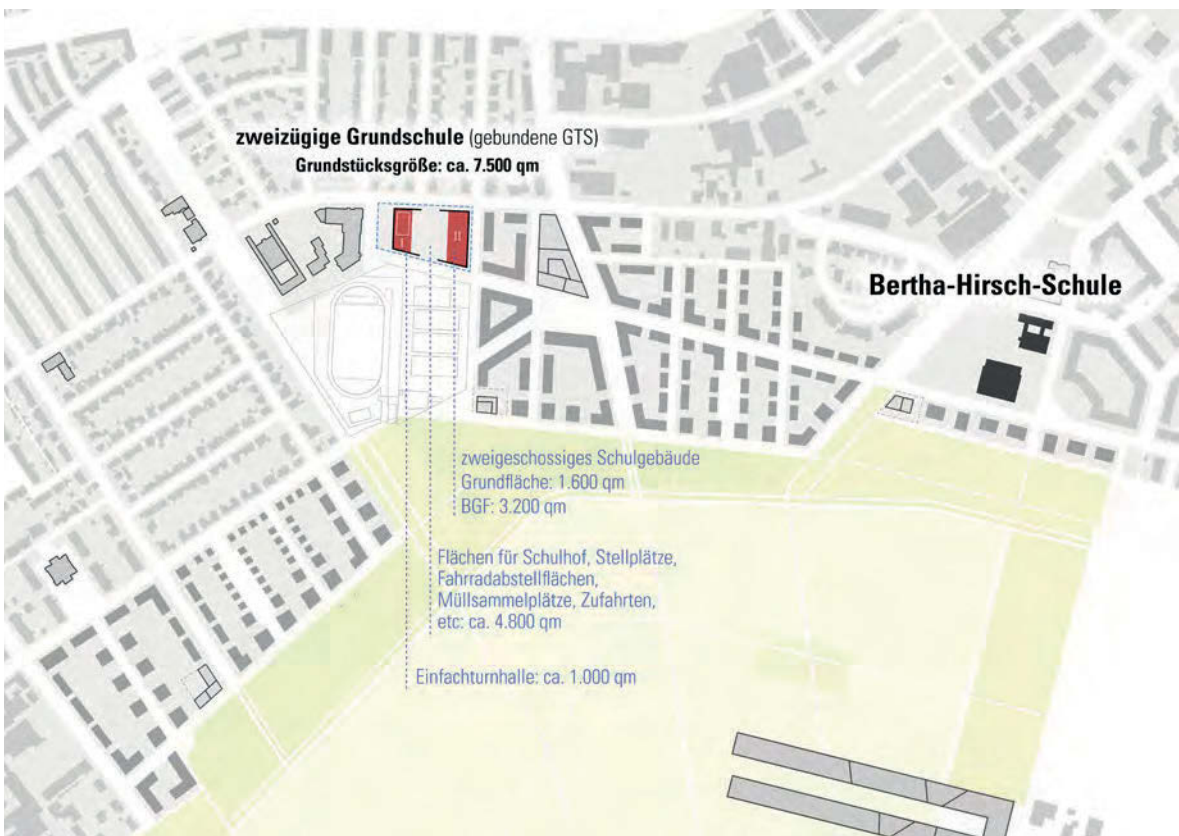 zweizügige Grundschule (gebundene GTS)
Grundstücksgröße: ca. 7.500 qm
I
II
Bertha-Hirsch-Schule
zweigeschossiges Schulgebäude
Grundfläche: 1.600 qm
BGF: 3.200 qm
Flächen für Schulhof, Stellplätze,
Fahrradabstellflächen,
Müllsammelplätze, Zufahrten,
etc: ca. 4.800 qm
Einfachturnhalle: ca. 1.000 qm